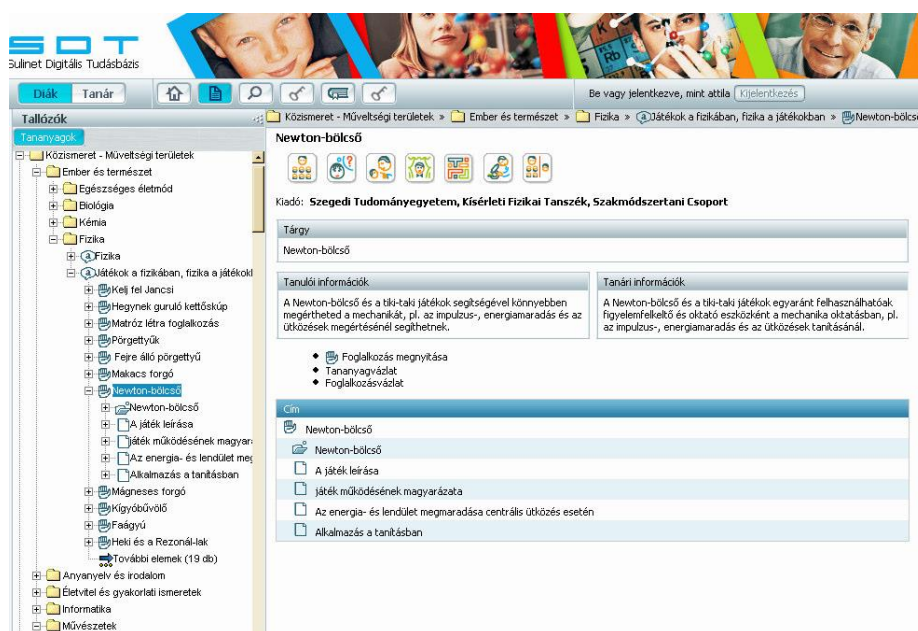 SDT
Sulinet Digitális Tudásbázis
Rb
Diák Tanár
Be vagy jelentkezve, mint attila Kijelentkezés
Tallózók
Közismeret - Műveltségi területek » Ember és természet » Fizika » Játékok a fizikában, fizika a játékokban » Newton-bölcső
Tananyagok
Közismeret - Műveltségi területek
Ember és természet
Egészséges életmód
Biológia
Kémia
Fizika
Fizika
Játékok a fizikában, fizika a játékokl
Kelj fel Jancsi
Hegynek guruló kettőskúp
Matróz létra foglalkozás
Pörgettyűk
Fejre álló pörgettyű
Makacs forgó
Newton-bölcső
Newton-bölcső
A játék leírása
játék működésének magyará
Az energia- és lendület meg
Alkalmazás a tanításban
Mágneses forgó
Kígyóbűvölő
Faágyú
Heki és a Rezonál-lak
További elemek (19 db)
Anyanyelv és irodalom
Életvitel és gyakorlati ismeretek
Informatika
Művészetek
Newton-bölcső
Kiadó: Szegedi Tudományegyetem, Kísérleti Fizikai Tanszék, Szakmódszertani Csoport
Tárgy
Newton-bölcső
Tanulói információk
A Newton-bölcső és a tiki-taki játékok segítségével könnyebben
megértheted a mechanikát, pl. az impulzus-, energiamaradás és az
ütközések megértésénél segíthetnek.
Tanári információk
A Newton-bölcső és a tiki-taki játékok egyaránt felhasználhatóak
figyelemfelkeltő és oktató eszközként a mechanika oktatásban, pl.
az impulzus-, energiamaradás és az ütközések tanításánál.
Foglalkozás megnyitása
Tananyagvázlat
Foglalkozásvázlat
Cím
Newton-bölcső
Newton-bölcső
A játék leírása
játék működésének magyarázata
Az energia- és lendület megmaradása centrális ütközés esetén
Alkalmazás a tanításban